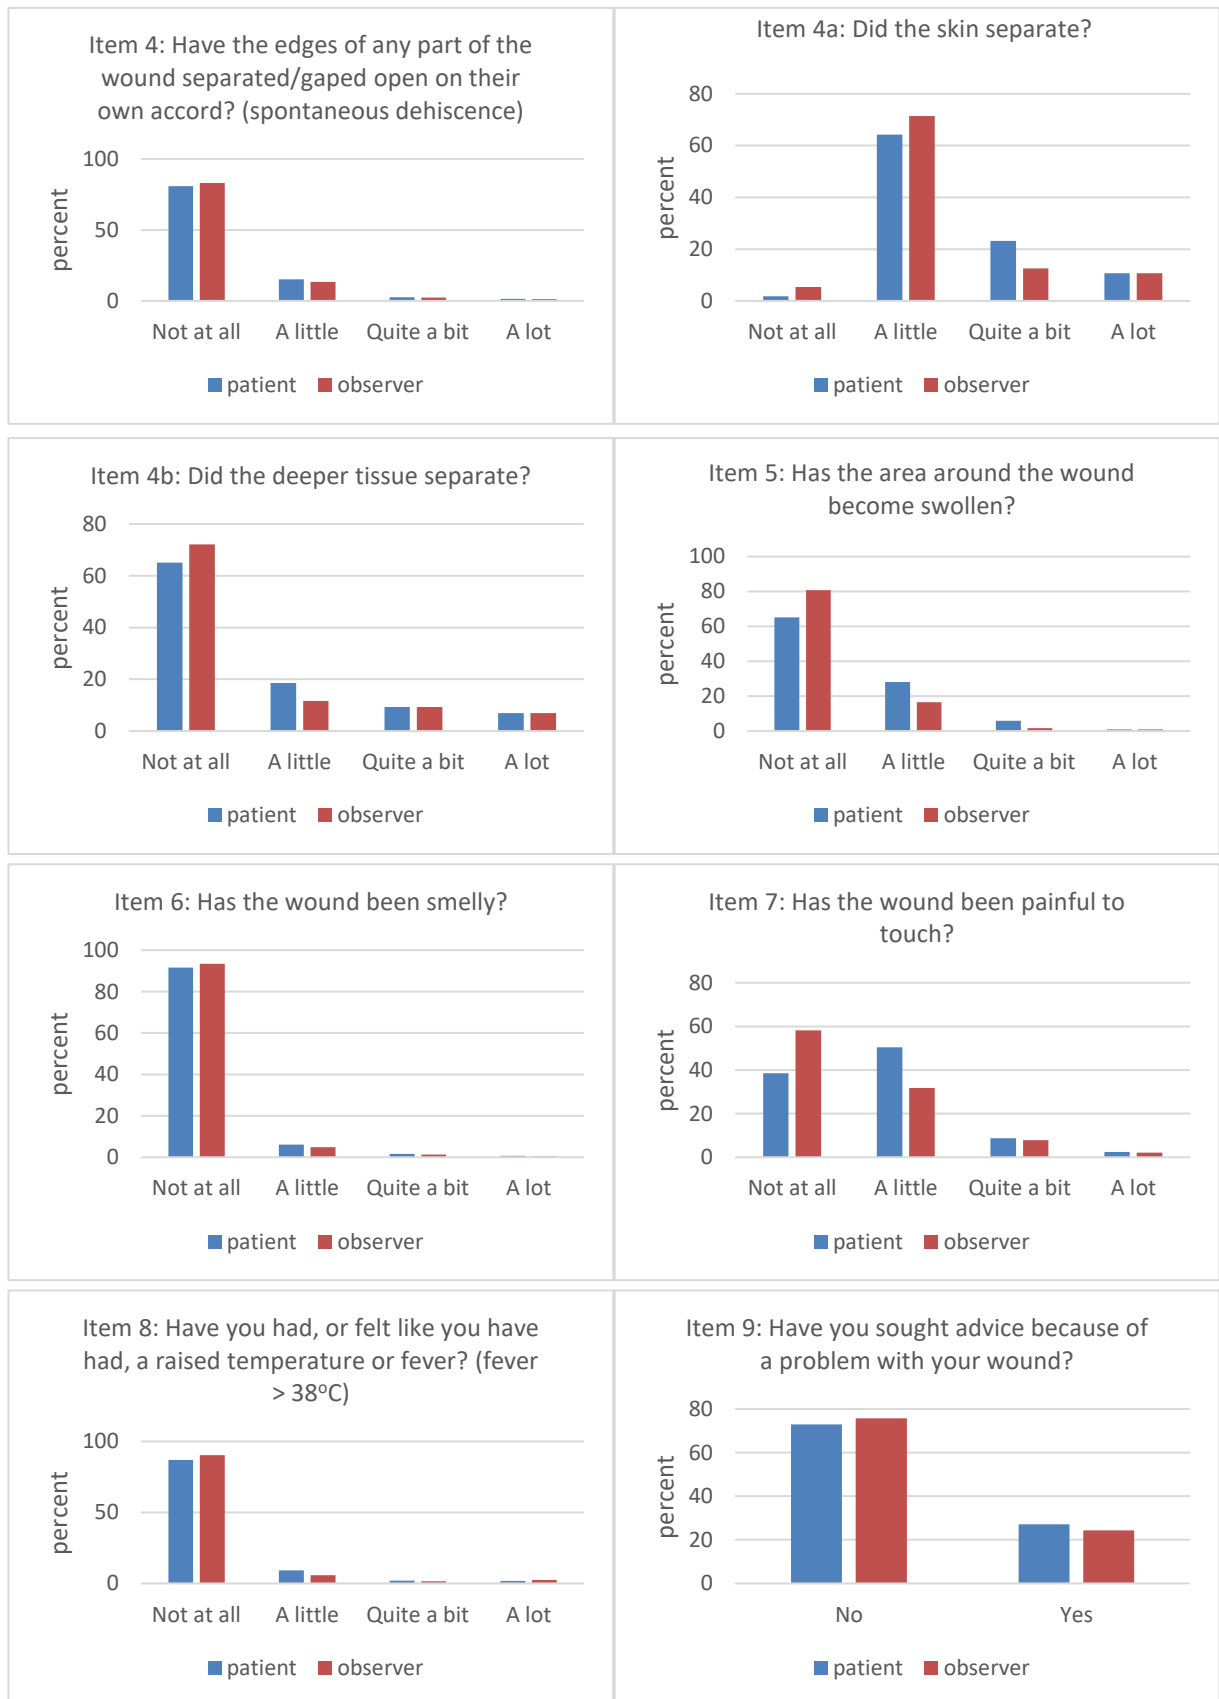 Item 4: Have the edges of any part of the
wound separated/gaped open on their
own accord? (spontaneous dehiscence)
100
50
0
percent
Not at all A little Quite a bit A lot
patient observer
Item 4a: Did the skin separate?
80
60
40
20
0
percent
Not at all A little Quite a bit A lot
patient observer
Item 4b: Did the deeper tissue separate?
80
60
40
20
0
percent
Not at all A little Quite a bit A lot
patient observer
Item 5: Has the area around the wound
become swollen?
100
80
60
40
20
0
percent
Not at all A little Quite a bit A lot
patient observer
Item 6: Has the wound been smelly?
100
80
60
40
20
0
percent
Not at all A little Quite a bit A lot
patient observer
Item 7: Has the wound been painful to
touch?
80
60
40
20
0
percent
Not at all A little Quite a bit A lot
patient observer
Item 8: Have you had, or felt like you have
had, a raised temperature or fever? (fever
> 38ºC)
100
50
0
percent
Not at all A little Quite a bit A lot
patient observer
Item 9: Have you sought advice because of
a problem with your wound?
80
60
40
20
0
percent
No Yes
patient observer